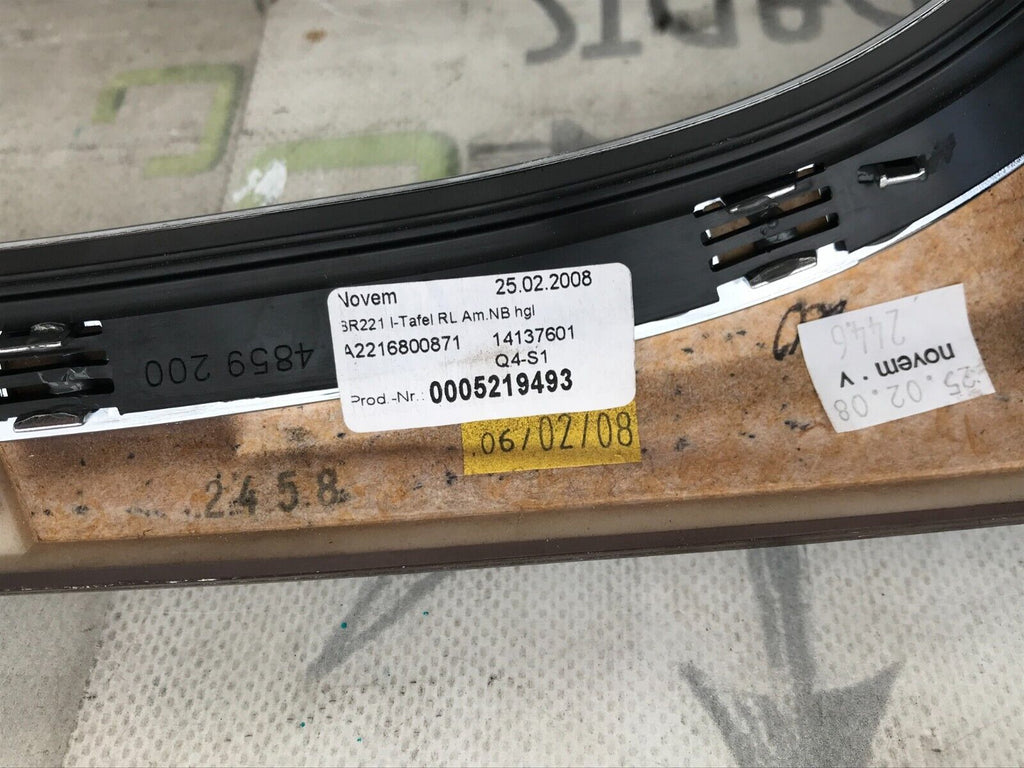 Novem 25.02.2008
BR221 I-Tafel RL Am.NB hgl
A2216800871 14137601
Q4-S1
Prod.-Nr.: 0005219493
06/02/08
4859 200
2458
novem · v
25.02.08
2446